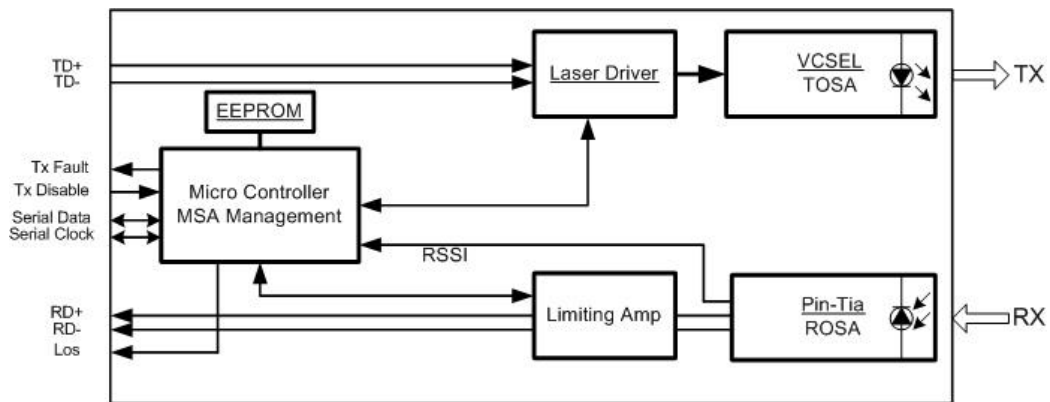 TD+
TD-
Laser Driver
VCSEL
TOSA
TX
EEPROM
Tx Fault
Tx Disable
Serial Data
Serial Clock
Micro Controller
MSA Management
RSSI
RD+
RD-
Los
Limiting Amp
Pin-Tia
ROSA
RX